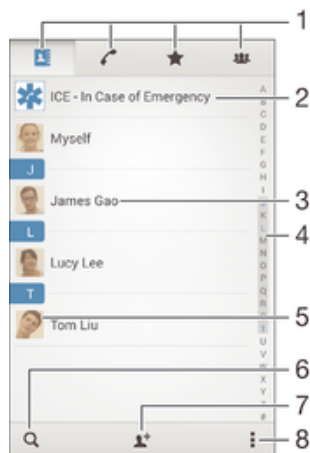 1
ICE - In Case of Emergency
2
Myself
J
James Gao
3
L
Lucy Lee
4
T
Tom Liu
5
A
B
C
D
E
F
G
H
I
K
L
M
N
O
P
Q
R
S
T
U
V
W
X
Y
Z
#
6
7
8